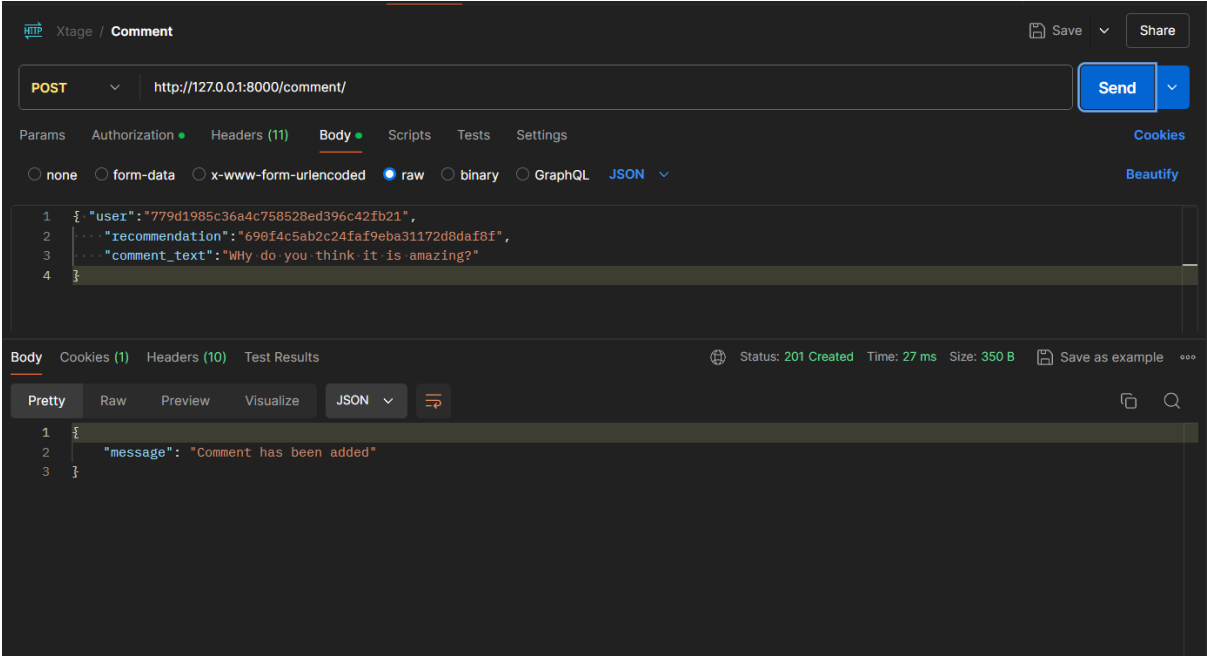 HTTP Xtage / Comment Save Share
POST http://127.0.0.1:8000/comment/ Send
Params Authorization Headers (11) Body Scripts Tests Settings Cookies
none form-data x-www-form-urlencoded raw binary GraphQL JSON Beautify
1 { "user":"779d1985c36a4c758528ed396c42fb21",
2 "recommendation":"690f4c5ab2c24faf9eba31172d8daf8f",
3 "comment_text":"WHy do you think it is amazing?"
4 }
Body Cookies (1) Headers (10) Test Results Status: 201 Created Time: 27 ms Size: 350 B Save as example
Pretty Raw Preview Visualize JSON
1 {
2 "message": "Comment has been added"
3 }